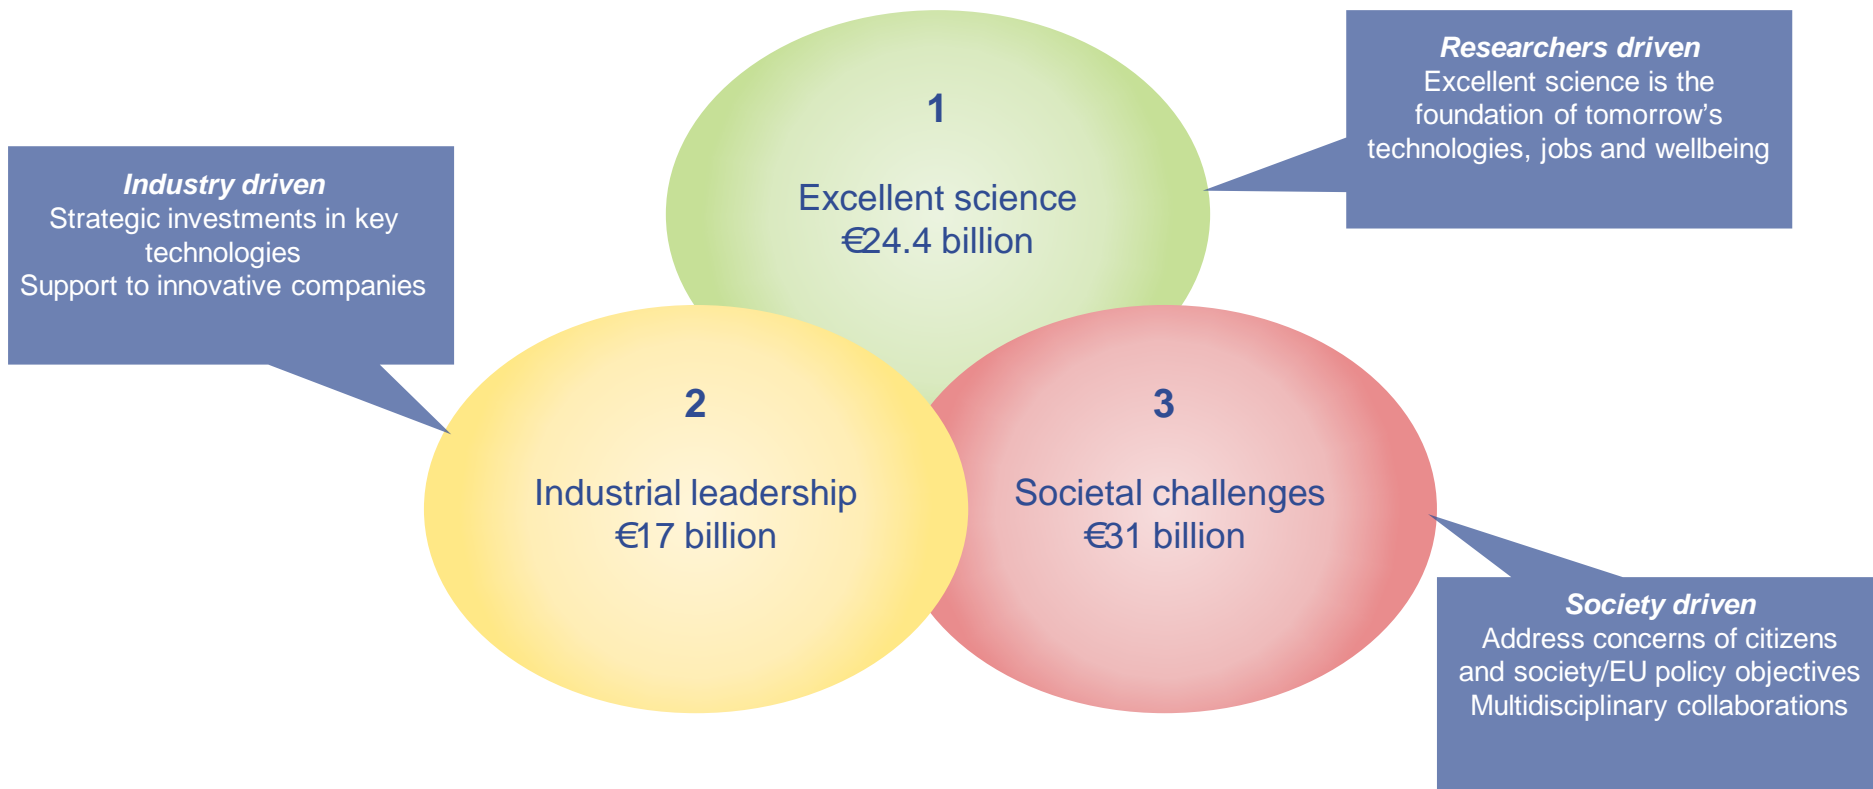 1
Excellent science
€24.4 billion
Researchers driven
Excellent science is the
foundation of tomorrow’s
technologies, jobs and wellbeing
Industry driven
Strategic investments in key
technologies
Support to innovative companies
2
Industrial leadership
€17 billion
3
Societal challenges
€31 billion
Society driven
Address concerns of citizens
and society/EU policy objectives
Multidisciplinary collaborations